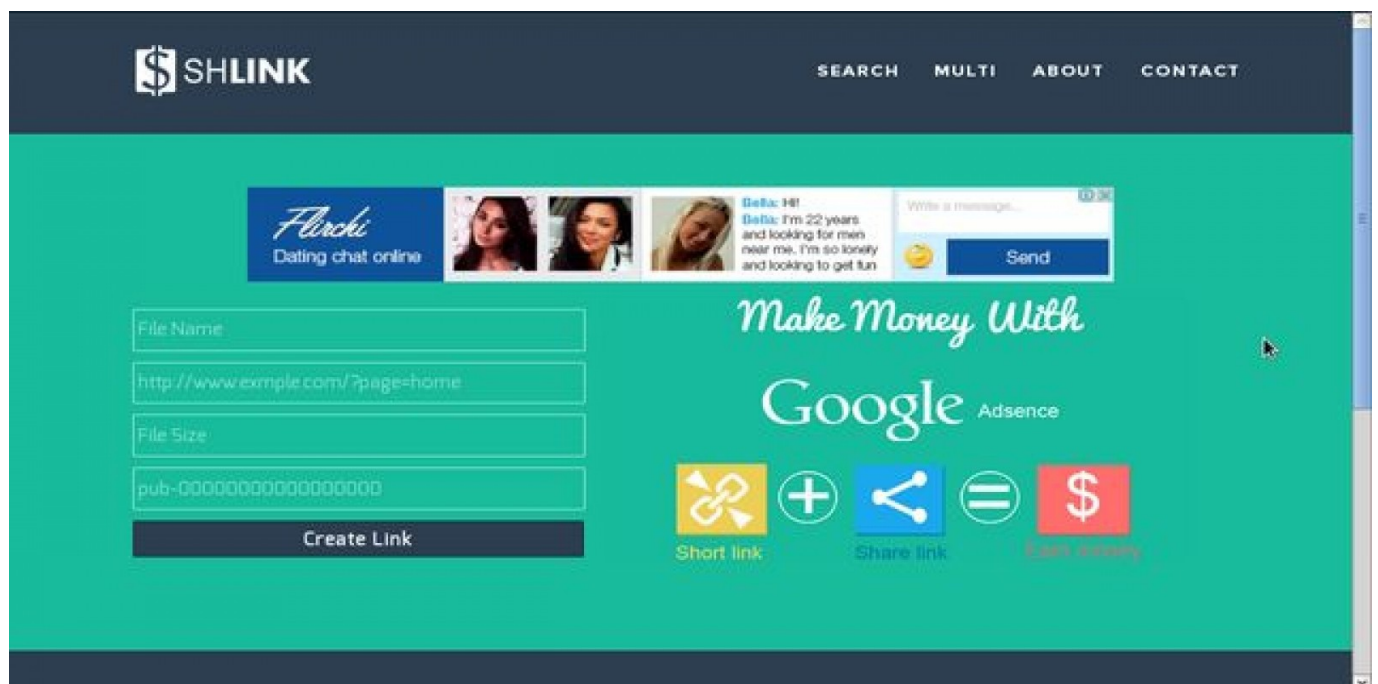 $ SHLINK
SEARCH MULTI ABOUT CONTACT
Flirchi
Dating chat online
Bella: Hi!
Bella: I'm 22 years
and looking for men
near me. I'm so lonely
and looking to get fun
Write a message...
Send
File Name
http://www.exmple.com/?page=home
File Size
pub-0000000000000000
Create Link
Make Money With
Google Adsence
$
Short link
Share link
Earn money